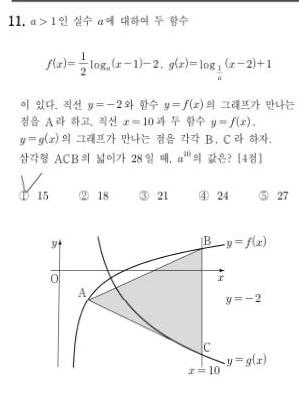 11. a > 1인 실수 a에 대하여 두 함수
f(x)=\frac{1}{2}log_a(x-1)-2, g(x)=log_{\frac{1}{a}}(x-2)+1
이 있다. 직선 y=-2와 함수 y=f(x)의 그래프가 만나는
점을 A라 하고, 직선 x=10과 두 함수 y=f(x),
y=g(x)의 그래프가 만나는 점을 각각 B, C라 하자.
삼각형 ACB의 넓이가 28일 때, a^{10}의 값은? [4점]
① 15 ② 18 ③ 21 ④ 24 ⑤ 27
y
B y=f(x)
O x
A y=-2
C
y=g(x)
x=10